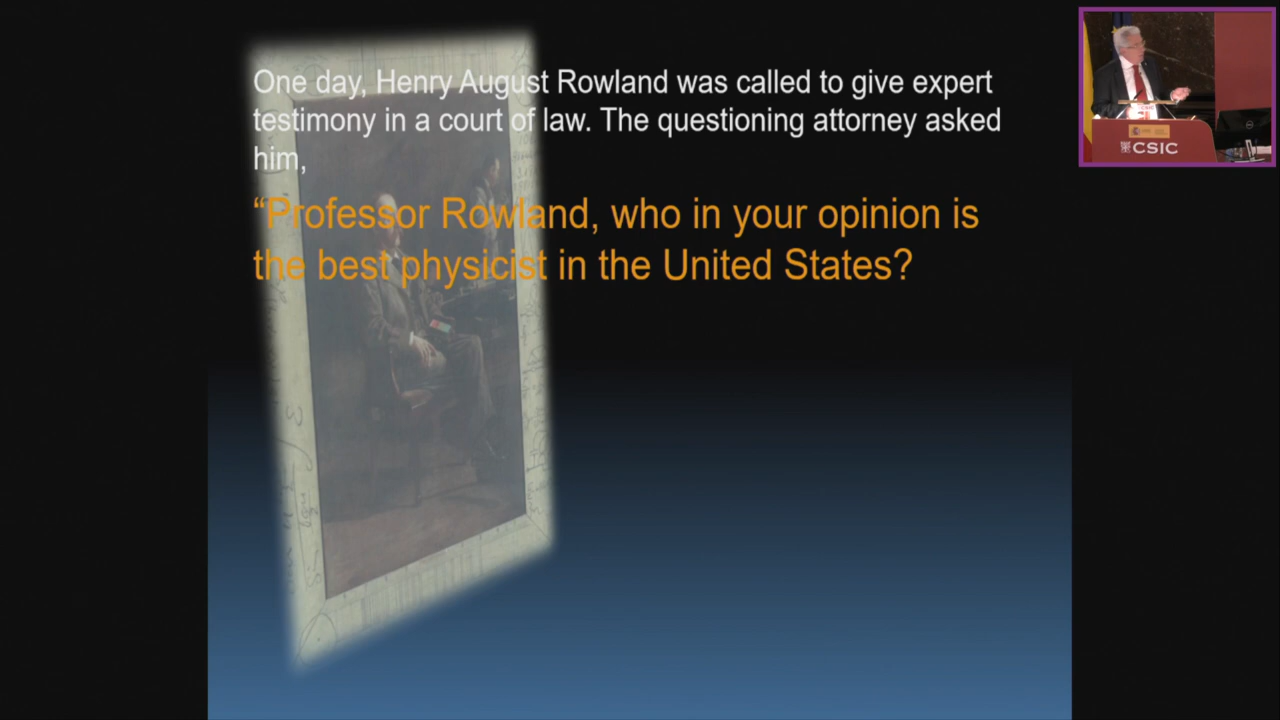 One day, Henry August Rowland was called to give expert
testimony in a court of law. The questioning attorney asked
him,
“Professor Rowland, who in your opinion is
the best physicist in the United States?
CSIC